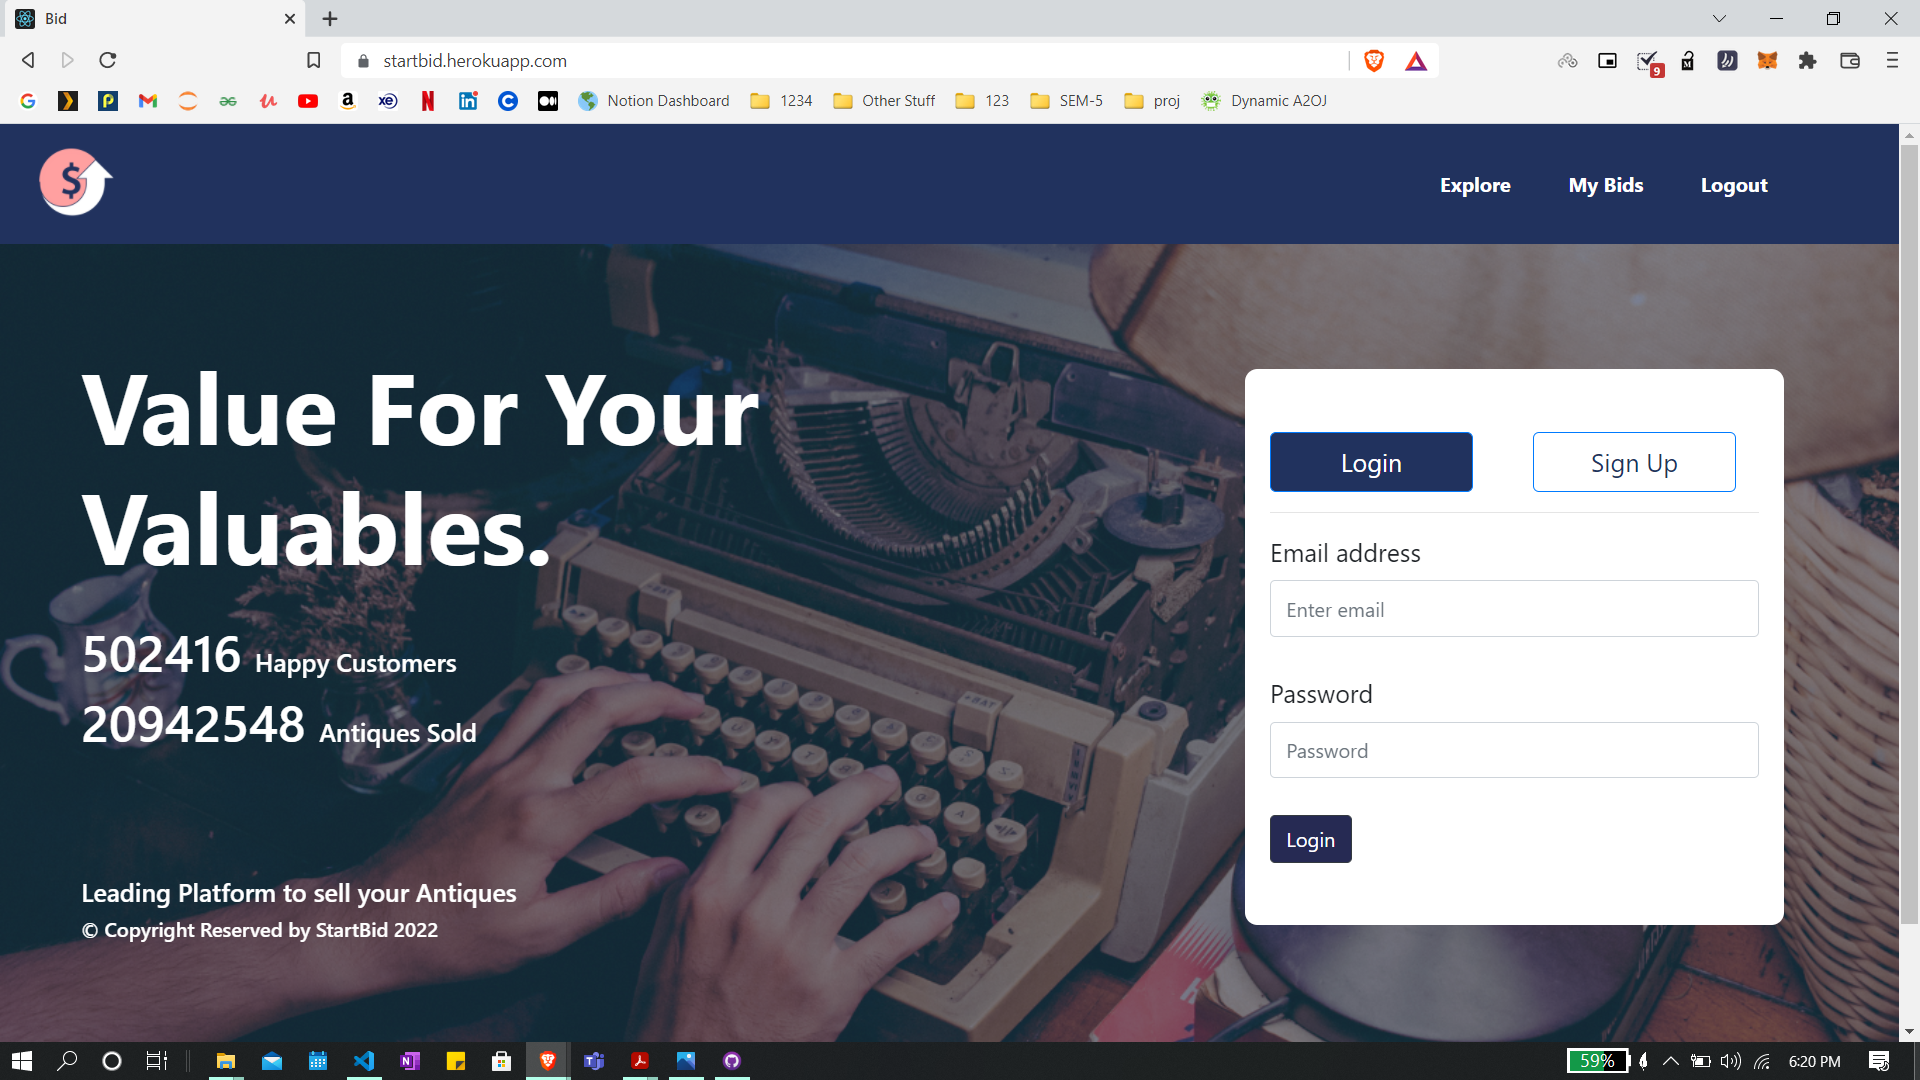 Bid
startbid.herokuapp.com
9
Notion Dashboard
1234
Other Stuff
123
SEM-5
proj
Dynamic A2OJ
$
Explore
My Bids
Logout
Value For Your
Valuables.
502416 Happy Customers
20942548 Antiques Sold
Leading Platform to sell your Antiques
© Copyright Reserved by StartBid 2022
Login
Sign Up
Email address
Enter email
Password
Password
Login
59%
6:20 PM